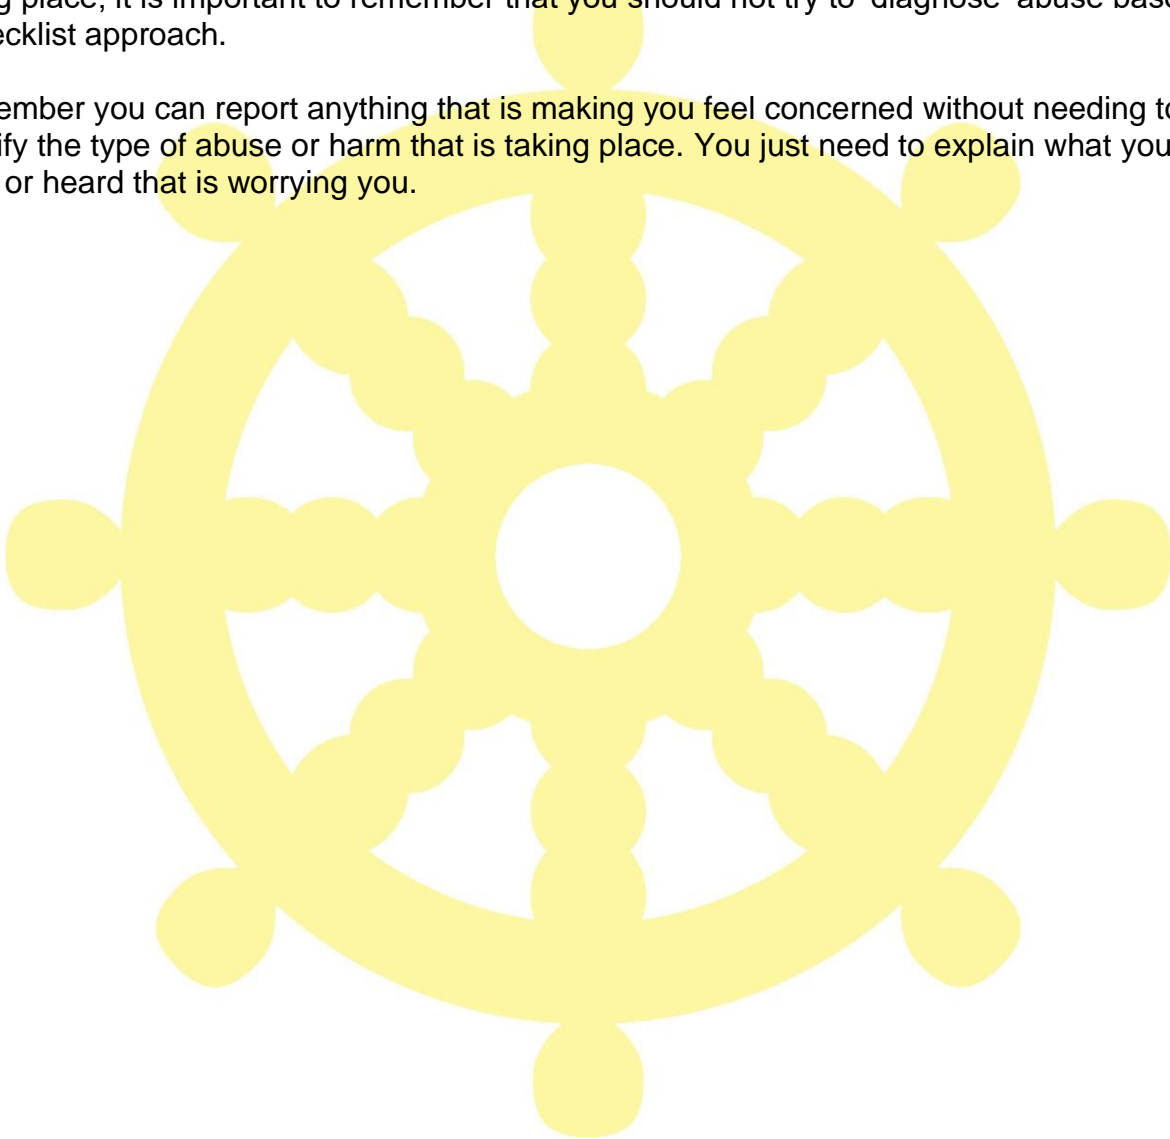 g place, it is important to remember that you should not try to 'diagnose' abuse bas
ecklist approach.
ember you can report anything that is making you feel concerned without needing to
ify the type of abuse or harm that is taking place. You just need to explain what you
or heard that is worrying you.